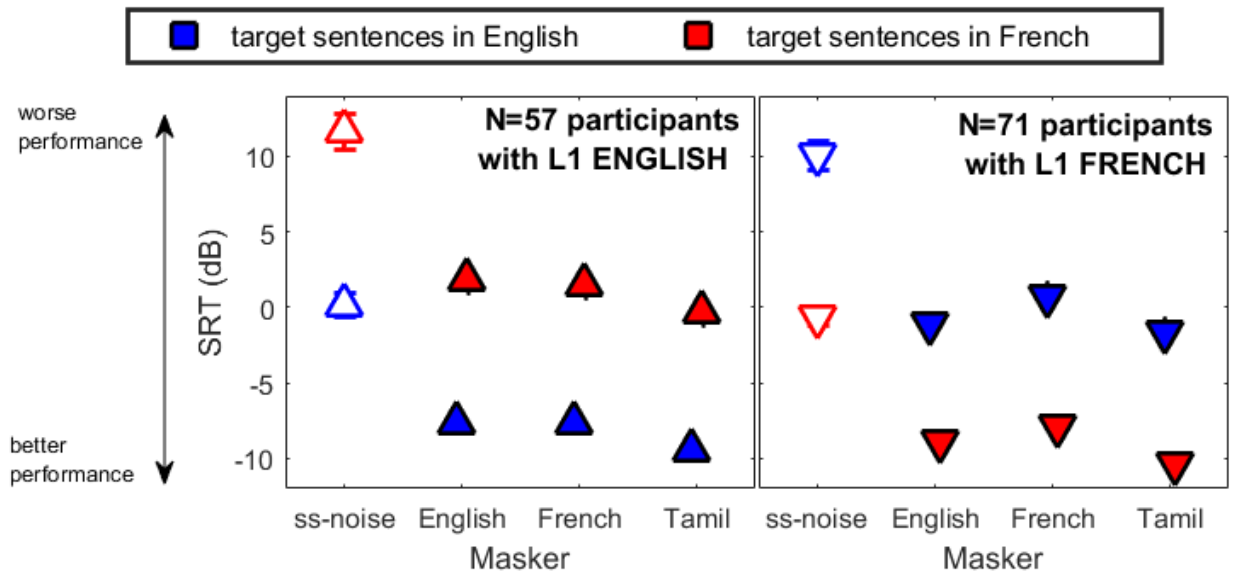 target sentences in English target sentences in French
worse
performance
better
performance
SRT (dB)
10
5
0
-5
-10
N=57 participants
with L1 ENGLISH
ss-noise English French Tamil
Masker
N=71 participants
with L1 FRENCH
ss-noise English French Tamil
Masker